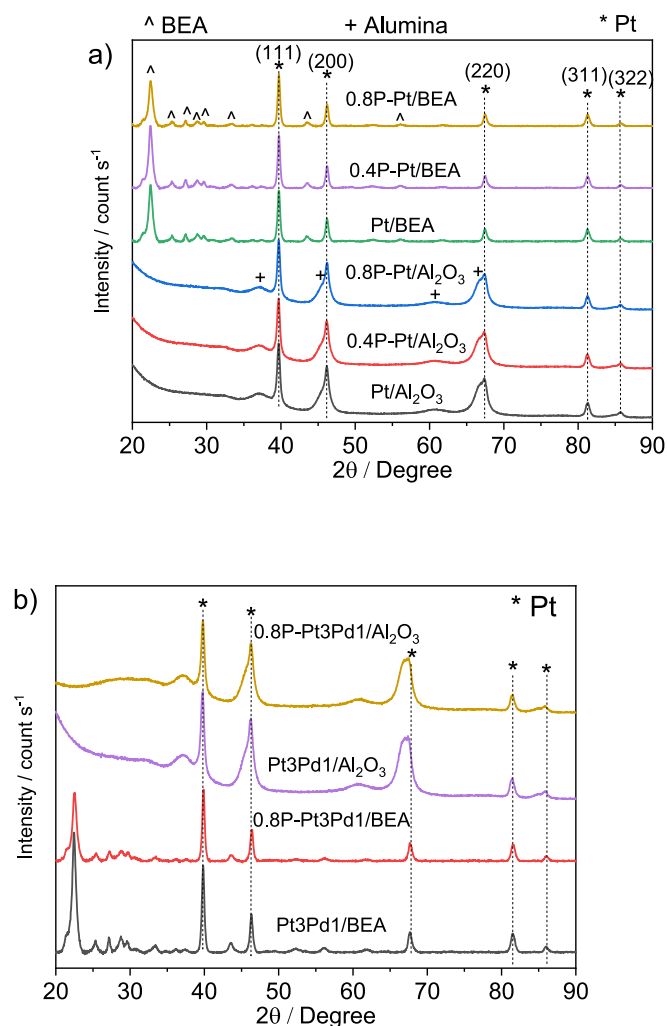 ^ BEA + Alumina * Pt
a)
(111) (200) (220) (311) (322)
0.8P-Pt/BEA
0.4P-Pt/BEA
Pt/BEA
0.8P-Pt/Al₂O₃
0.4P-Pt/Al₂O₃
Pt/Al₂O₃
Intensity / count s⁻¹
20 30 40 50 60 70 80 90
2θ / Degree
b)
* Pt
0.8P-Pt3Pd1/Al₂O₃
Pt3Pd1/Al₂O₃
0.8P-Pt3Pd1/BEA
Pt3Pd1/BEA
Intensity / count s⁻¹
20 30 40 50 60 70 80 90
2θ / Degree